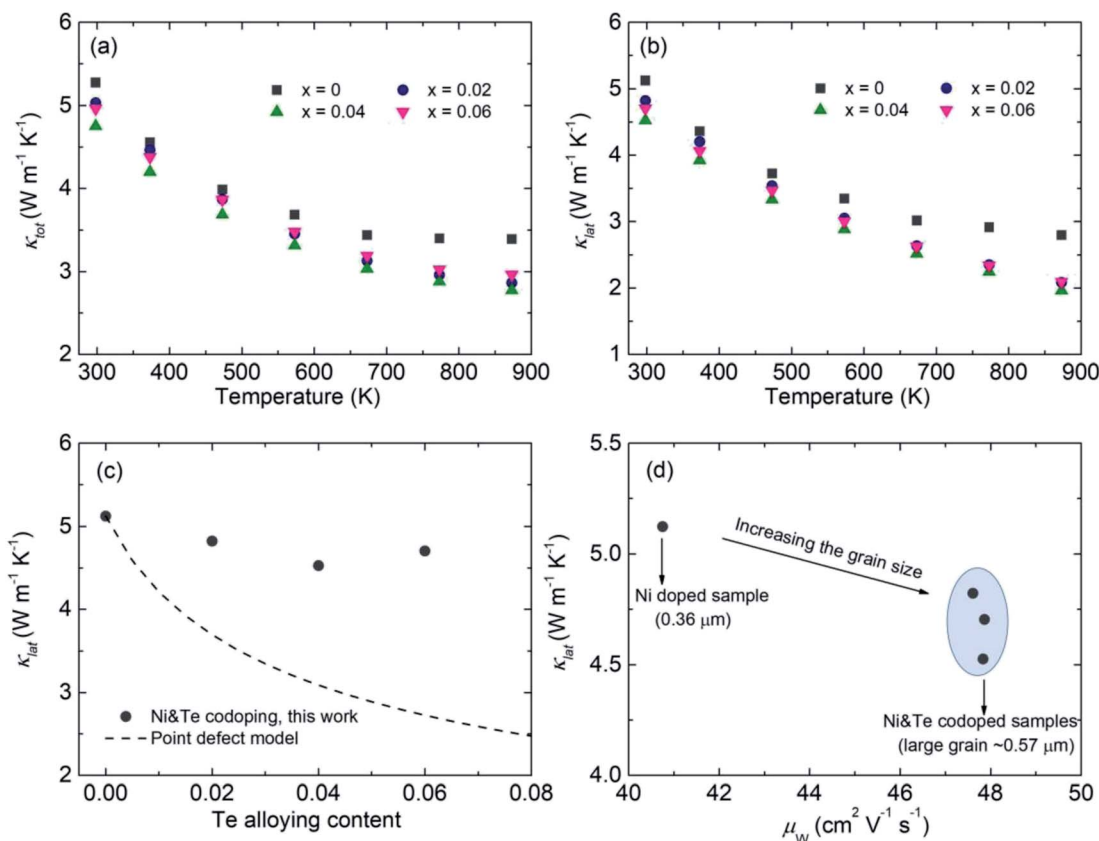 (a)
x = 0
x = 0.02
x = 0.04
x = 0.06
6
5
4
3
2
κtot (W m⁻¹ K⁻¹)
300 400 500 600 700 800 900
Temperature (K)
(b)
x = 0
x = 0.02
x = 0.04
x = 0.06
6
5
4
3
2
1
κlat (W m⁻¹ K⁻¹)
300 400 500 600 700 800 900
Temperature (K)
(c)
6
5
4
3
2
κlat (W m⁻¹ K⁻¹)
Ni&Te codoping, this work
Point defect model
0.00 0.02 0.04 0.06 0.08
Te alloying content
(d)
5.5
5.0
4.5
4.0
κlat (W m⁻¹ K⁻¹)
Increasing the grain size
Ni doped sample
(0.36 μm)
Ni&Te codoped samples
(large grain ~0.57 μm)
40 42 44 46 48 50
μW (cm² V⁻¹ s⁻¹)